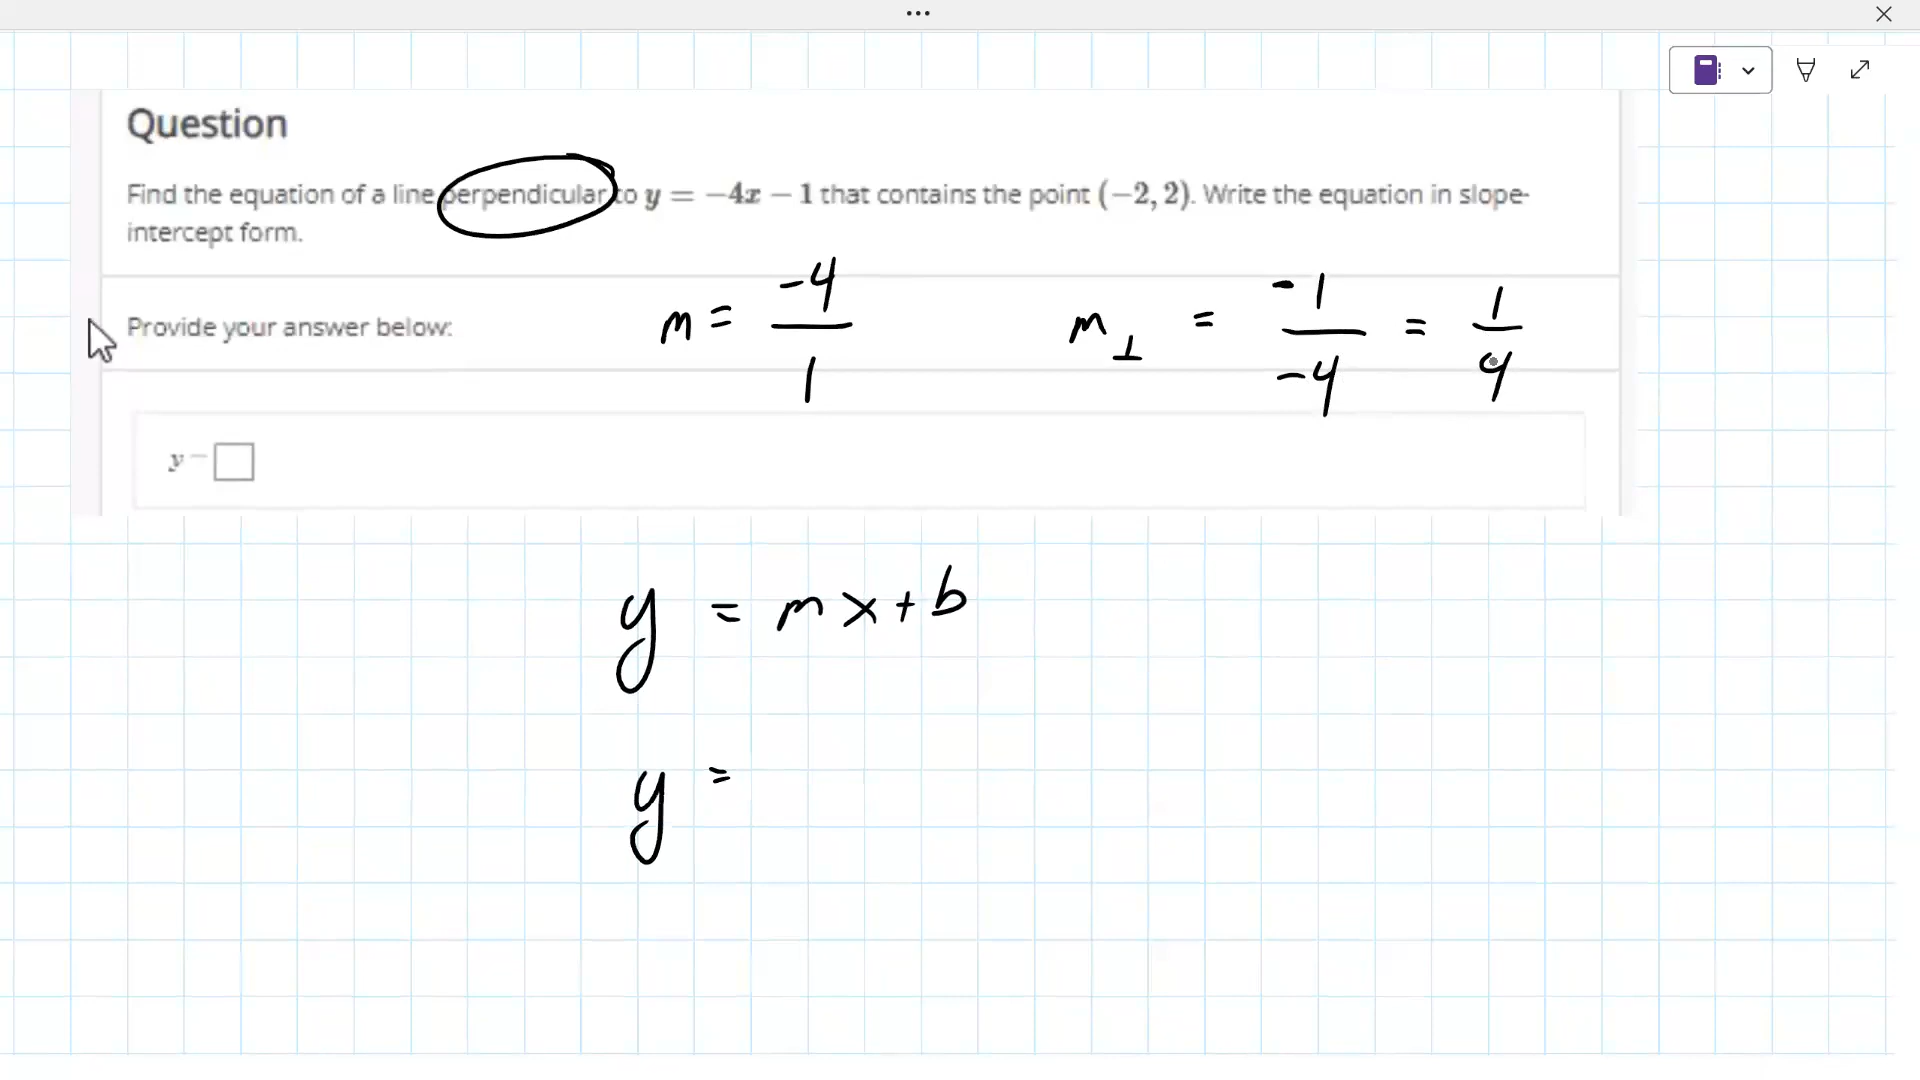 Question
Find the equation of a line perpendicular to y = −4x − 1 that contains the point (−2, 2). Write the equation in slope-
intercept form.
m = -4/1
m⊥ = -1/-4 = 1/4
Provide your answer below:
y =
y = mx + b
y =